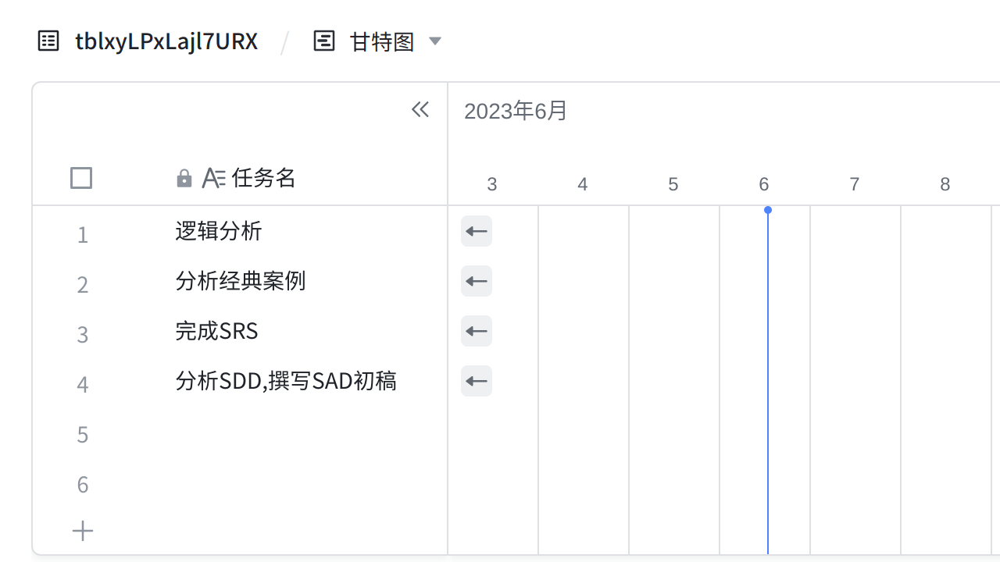 tblxyLPxLajl7URX / 甘特图
2023年6月
任务名
3 4 5 6 7 8
1 逻辑分析
2 分析经典案例
3 完成SRS
4 分析SDD,撰写SAD初稿
5
6